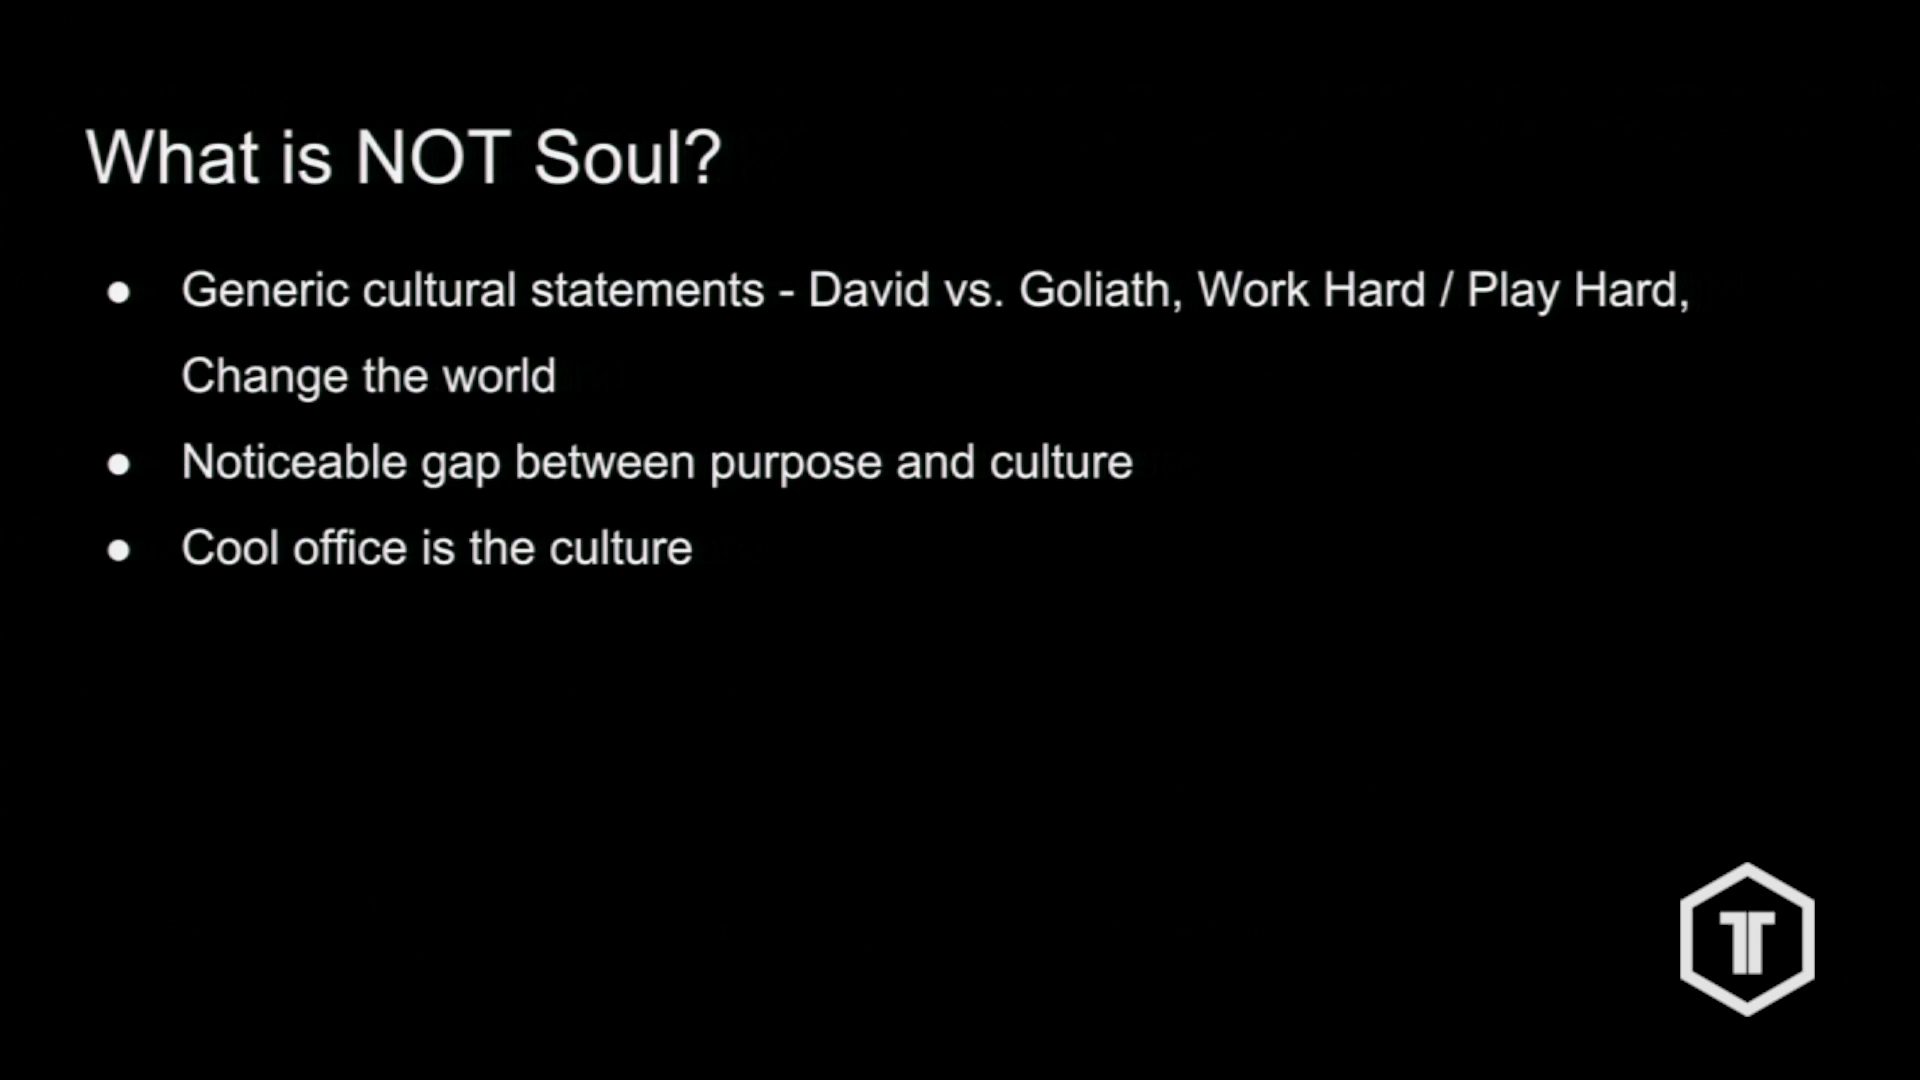 What is NOT Soul?
● Generic cultural statements - David vs. Goliath, Work Hard / Play Hard,
Change the world
● Noticeable gap between purpose and culture
● Cool office is the culture
T